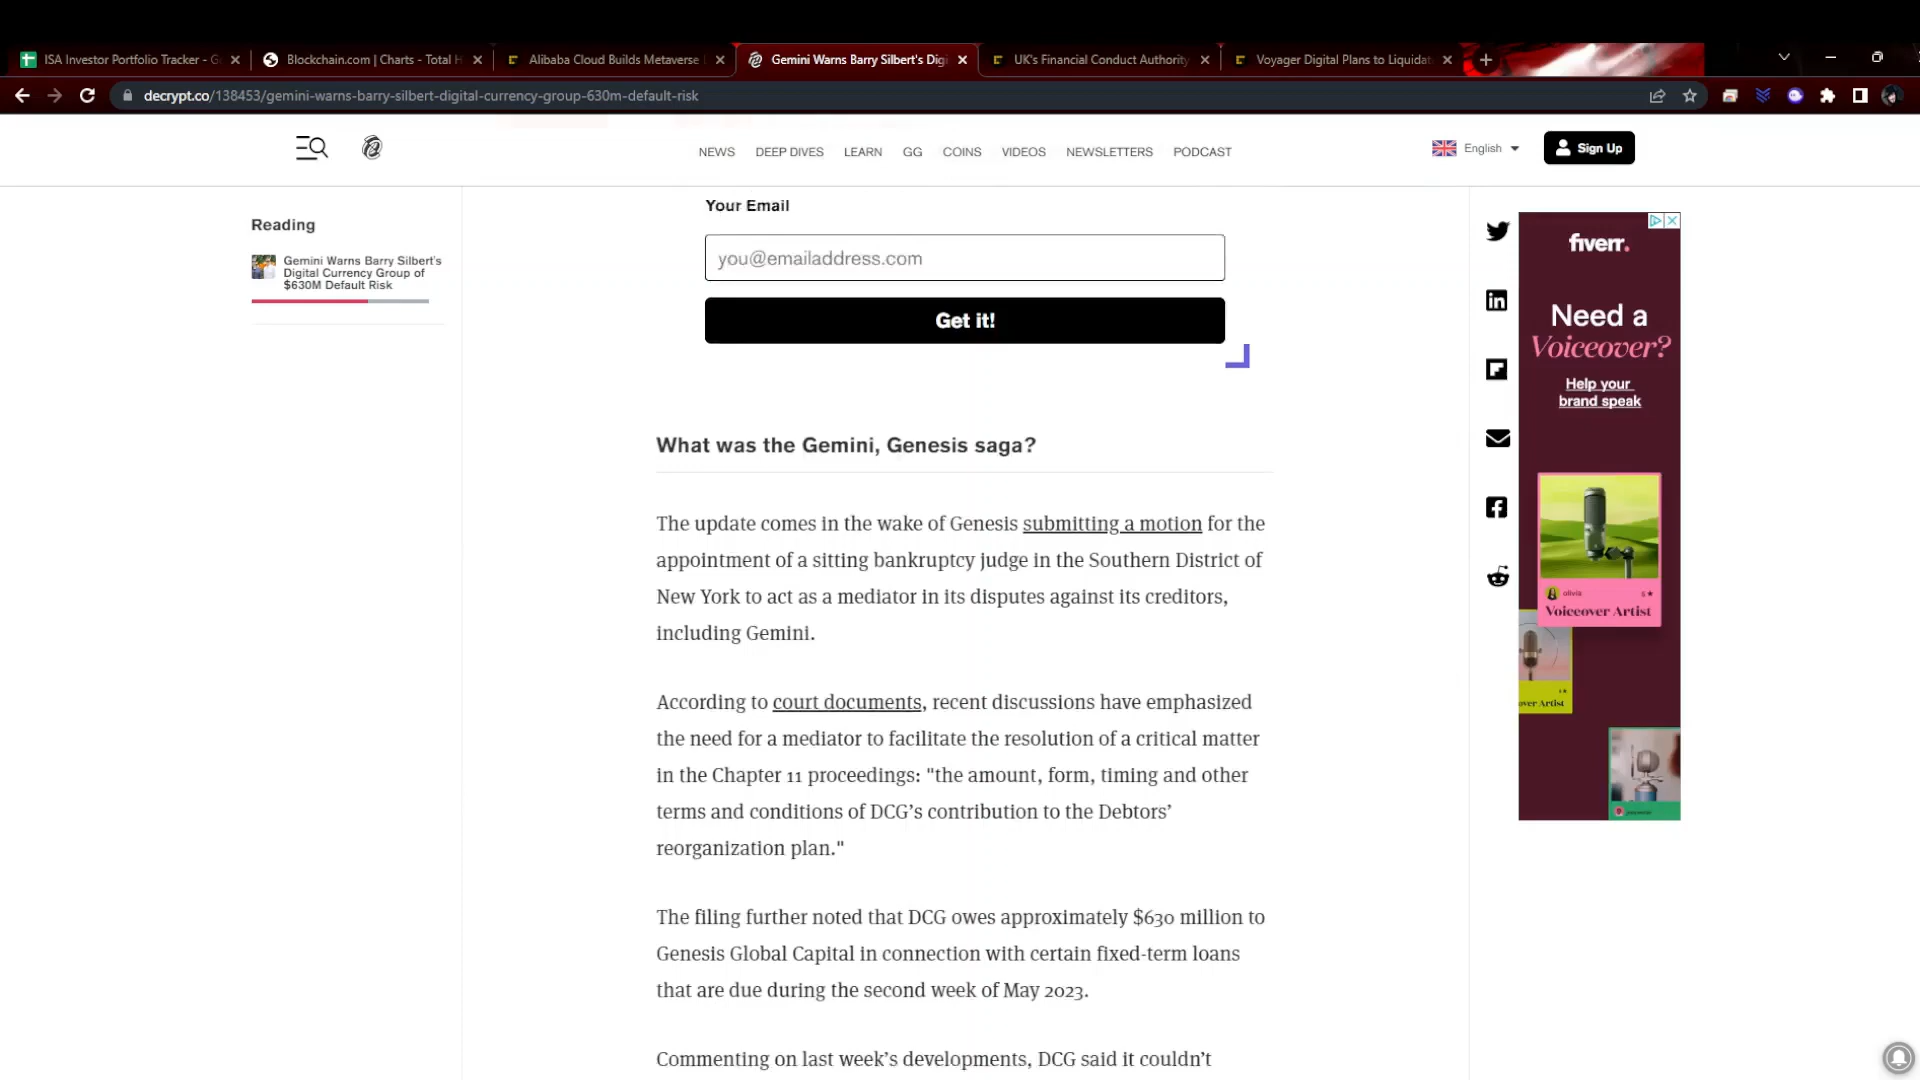 ISA Investor Portfolio Tracker - G
Blockchain.com | Charts - Total H
Alibaba Cloud Builds Metaverse
Gemini Warns Barry Silbert's Digi
UK's Financial Conduct Authority
Voyager Digital Plans to Liquidat
decrypt.co/138453/gemini-warns-barry-silbert-digital-currency-group-630m-default-risk
NEWS DEEP DIVES LEARN GG COINS VIDEOS NEWSLETTERS PODCAST
English
Sign Up
Reading
Gemini Warns Barry Silbert's
Digital Currency Group of
$630M Default Risk
Your Email
you@emailaddress.com
Get it!
What was the Gemini, Genesis saga?
The update comes in the wake of Genesis submitting a motion for the
appointment of a sitting bankruptcy judge in the Southern District of
New York to act as a mediator in its disputes against its creditors,
including Gemini.
According to court documents, recent discussions have emphasized
the need for a mediator to facilitate the resolution of a critical matter
in the Chapter 11 proceedings: "the amount, form, timing and other
terms and conditions of DCG’s contribution to the Debtors’
reorganization plan."
The filing further noted that DCG owes approximately $630 million to
Genesis Global Capital in connection with certain fixed-term loans
that are due during the second week of May 2023.
Commenting on last week’s developments, DCG said it couldn’t
fiverr.
Need a
Voiceover?
Help your
brand speak
olivia
5★
Voiceover Artist
over Artist